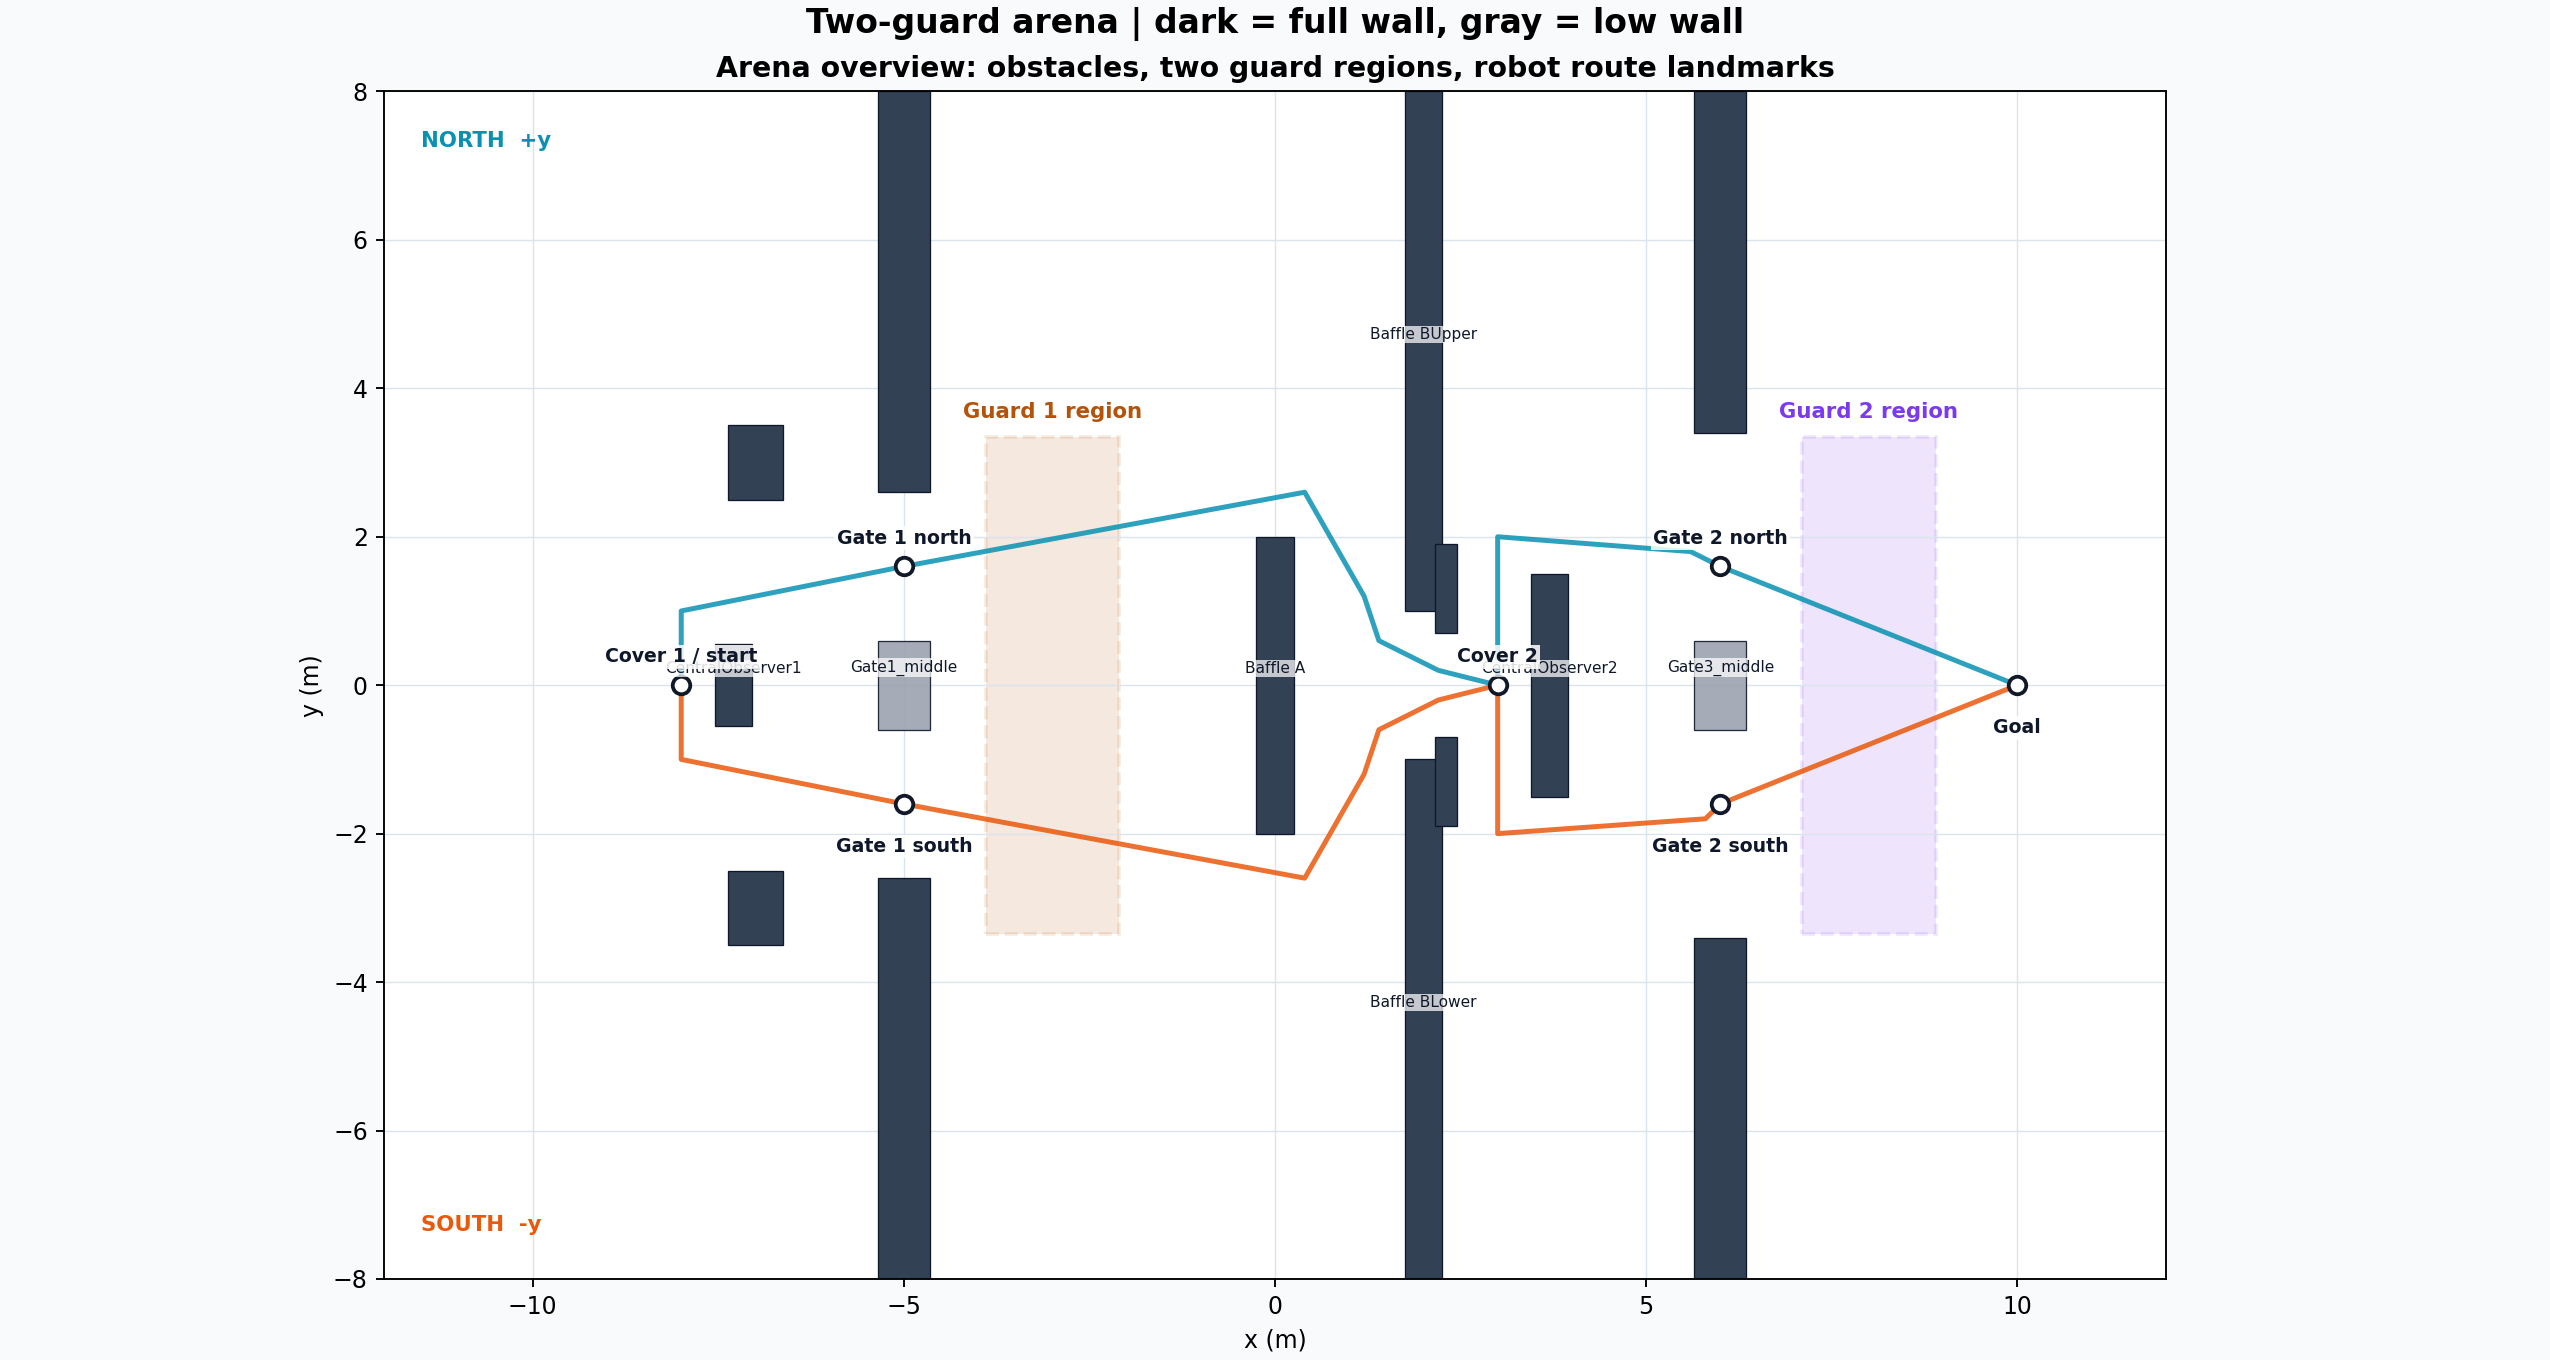 Two-guard arena | dark = full wall, gray = low wall
Arena overview: obstacles, two guard regions, robot route landmarks
8
NORTH  +y
6
Baffle BUpper
4
Guard 1 region
Guard 2 region
2
Gate 1 north
Gate 2 north
Cover 1 / start
Cover 2
CentralObserver1
Gate1_middle
Baffle A
CentralObserver2
Gate3_middle
0
y (m)
Goal
−2
Gate 1 south
Gate 2 south
−4
Baffle BLower
−6
SOUTH  -y
−8
−10
−5
0
5
10
x (m)